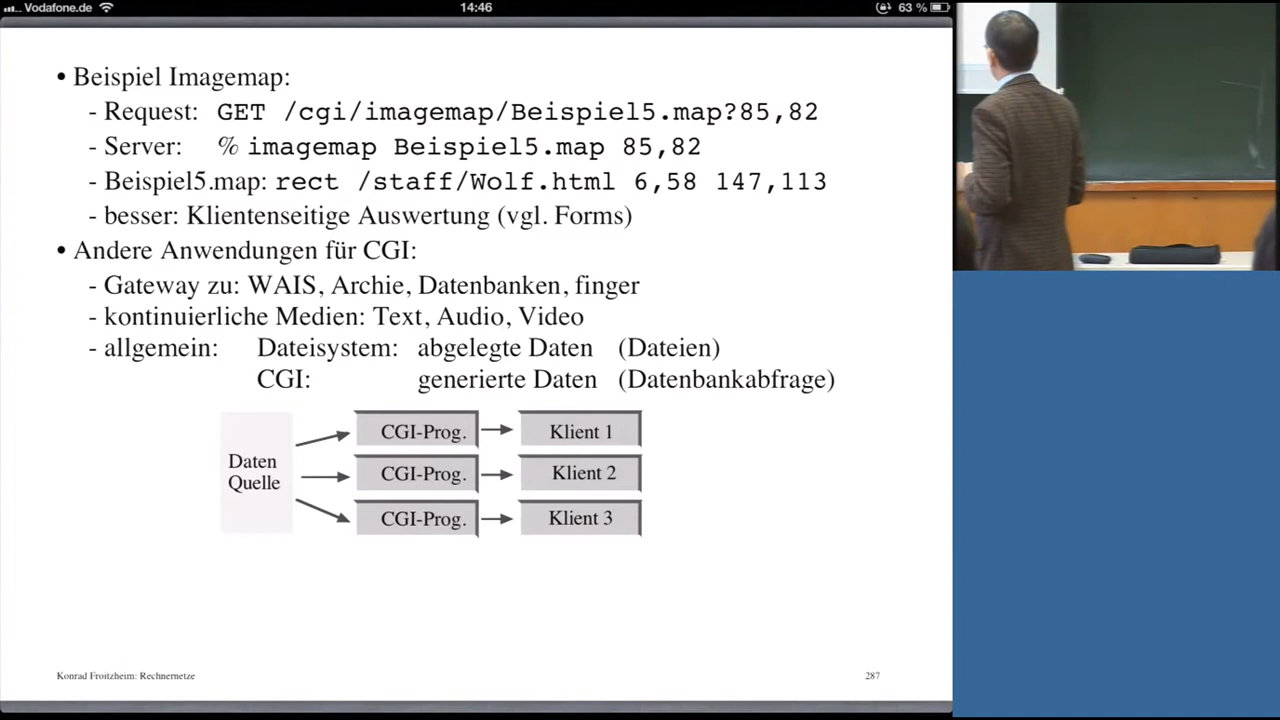 Vodafone.de 14:46 63 %
• Beispiel Imagemap:
- Request: GET /cgi/imagemap/Beispiel5.map?85,82
- Server: % imagemap Beispiel5.map 85,82
- Beispiel5.map: rect /staff/Wolf.html 6,58 147,113
- besser: Klientenseitige Auswertung (vgl. Forms)
• Andere Anwendungen für CGI:
- Gateway zu: WAIS, Archie, Datenbanken, finger
- kontinuierliche Medien: Text, Audio, Video
- allgemein: Dateisystem: abgelegte Daten (Dateien)
CGI: generierte Daten (Datenbankabfrage)
Daten
Quelle
CGI-Prog. Klient 1
CGI-Prog. Klient 2
CGI-Prog. Klient 3
Konrad Froitzheim: Rechnernetze 287